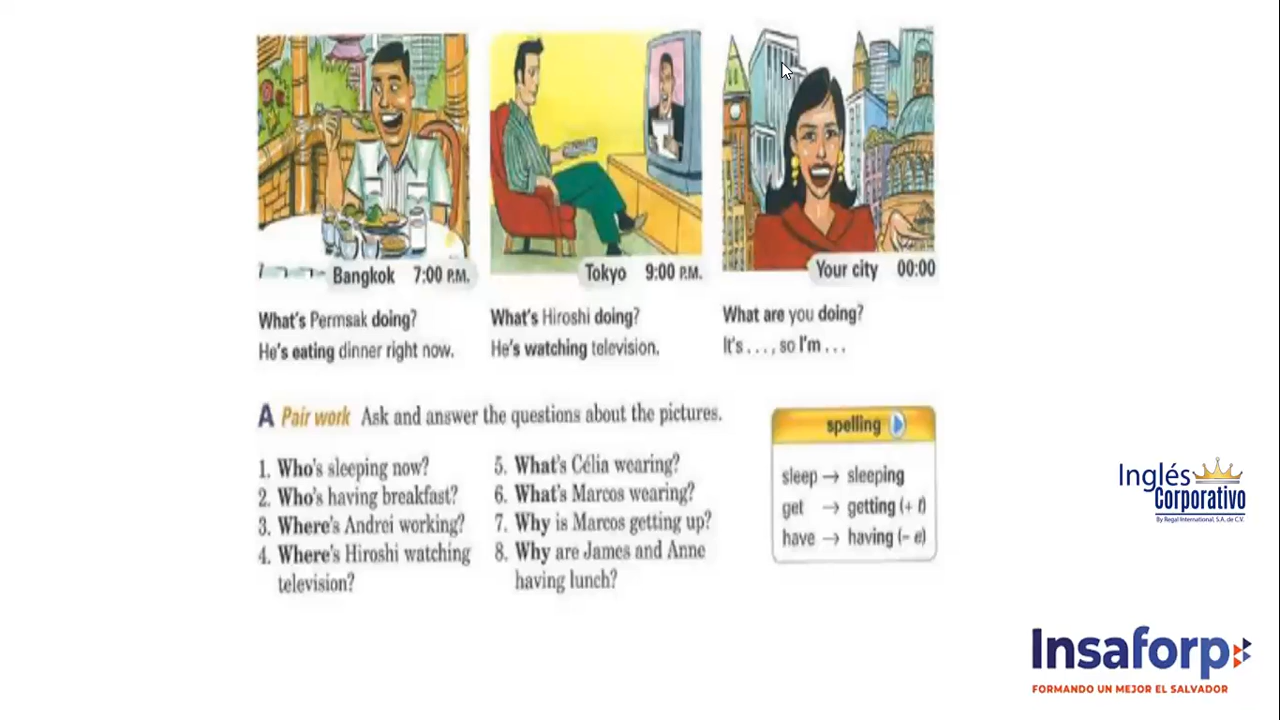 Bangkok 7:00 P.M.
Tokyo 9:00 P.M.
Your city 00:00
What's Permsak doing?
He's eating dinner right now.
What's Hiroshi doing?
He's watching television.
What are you doing?
It's . . . , so I'm . . .
A Pair work Ask and answer the questions about the pictures.
1. Who's sleeping now?
2. Who's having breakfast?
3. Where's Andrei working?
4. Where's Hiroshi watching
television?
5. What's Célia wearing?
6. What's Marcos wearing?
7. Why is Marcos getting up?
8. Why are James and Anne
having lunch?
spelling
sleep → sleeping
get → getting (+ t)
have → having (– e)
Inglés
Corporativo
By Regal International, S.A. de C.V.
Insaforp
FORMANDO UN MEJOR EL SALVADOR